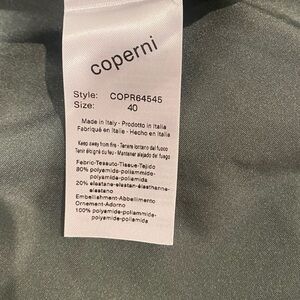 coperni
Style: COPR64545
Size: 40
Made in Italy - Prodotto in Italia
Fabriqué en Italie - Hecho en Italia
Keep away from fire - Tenere lontano dal fuoco
Tenir éloigné du feu - Mantener alejado del fuego
Fabric-Tessuto-Tissue-Tejido
80% polyamide-poliammide-
polyamide-poliamida
20% elastane-elastan-élasthanne-
elastano
Embellishment-Abbellimento
Ornement-Adorno
100% polyamide-poliammide-
polyamide-poliamida